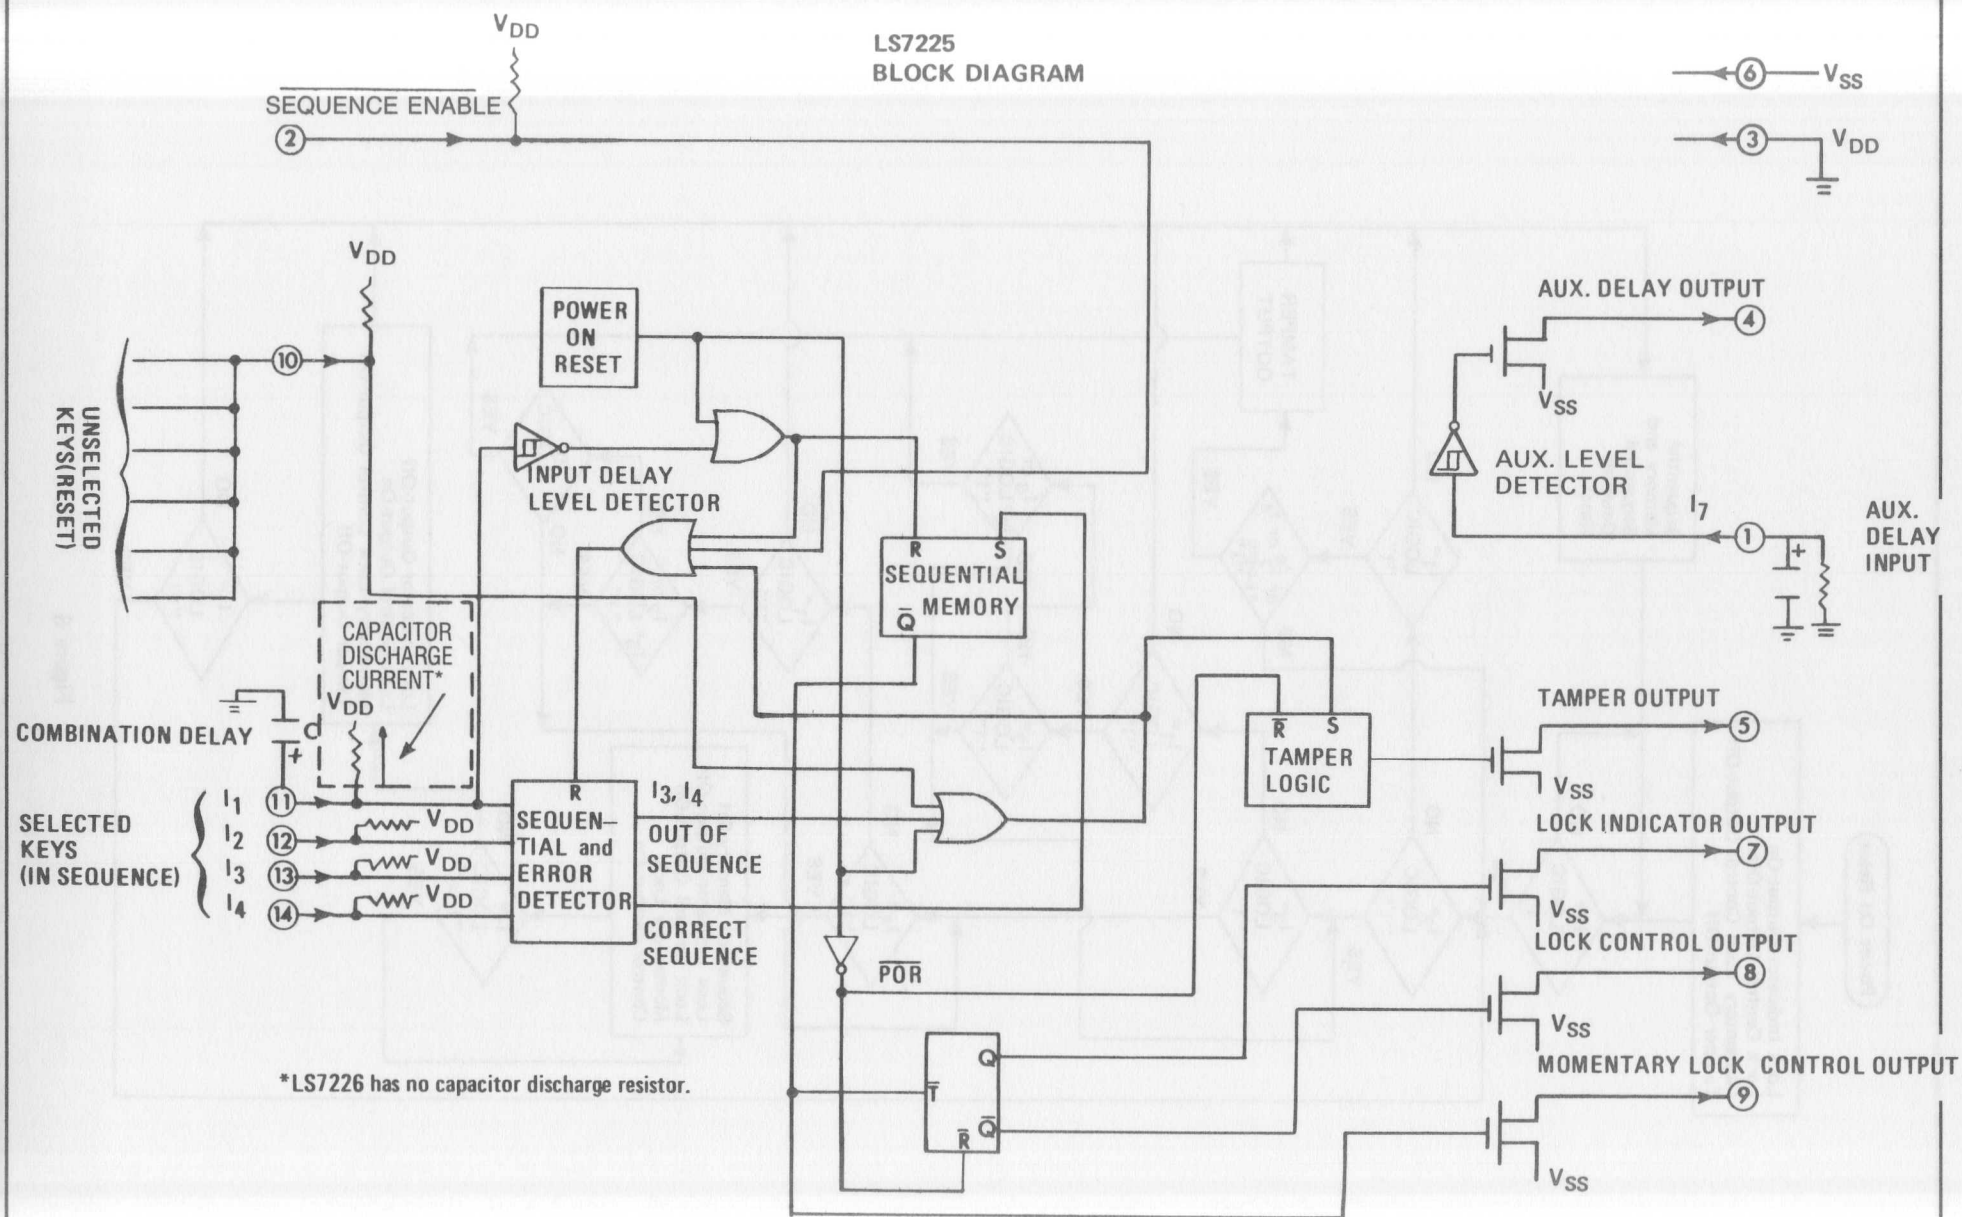 LS7225
BLOCK DIAGRAM
VDD
SEQUENCE ENABLE
2
6 VSS
3 VDD
VDD
10
UNSELECTED
KEYS(RESET)
POWER
ON
RESET
INPUT DELAY
LEVEL DETECTOR
R S
SEQUENTIAL
MEMORY
Q
AUX. DELAY OUTPUT
4
VSS
AUX. LEVEL
DETECTOR
I7
1
+
AUX.
DELAY
INPUT
CAPACITOR
DISCHARGE
CURRENT*
VDD
COMBINATION DELAY
+
SELECTED
KEYS
(IN SEQUENCE)
I1 11
I2 12 VDD
I3 13 VDD
I4 14 VDD
R
SEQUEN-
TIAL and
ERROR
DETECTOR
I3, I4
OUT OF
SEQUENCE
CORRECT
SEQUENCE
R S
TAMPER
LOGIC
TAMPER OUTPUT
5
VSS
LOCK INDICATOR OUTPUT
7
VSS
LOCK CONTROL OUTPUT
8
VSS
MOMENTARY LOCK CONTROL OUTPUT
9
VSS
POR
Q
T
Q
R
*LS7226 has no capacitor discharge resistor.